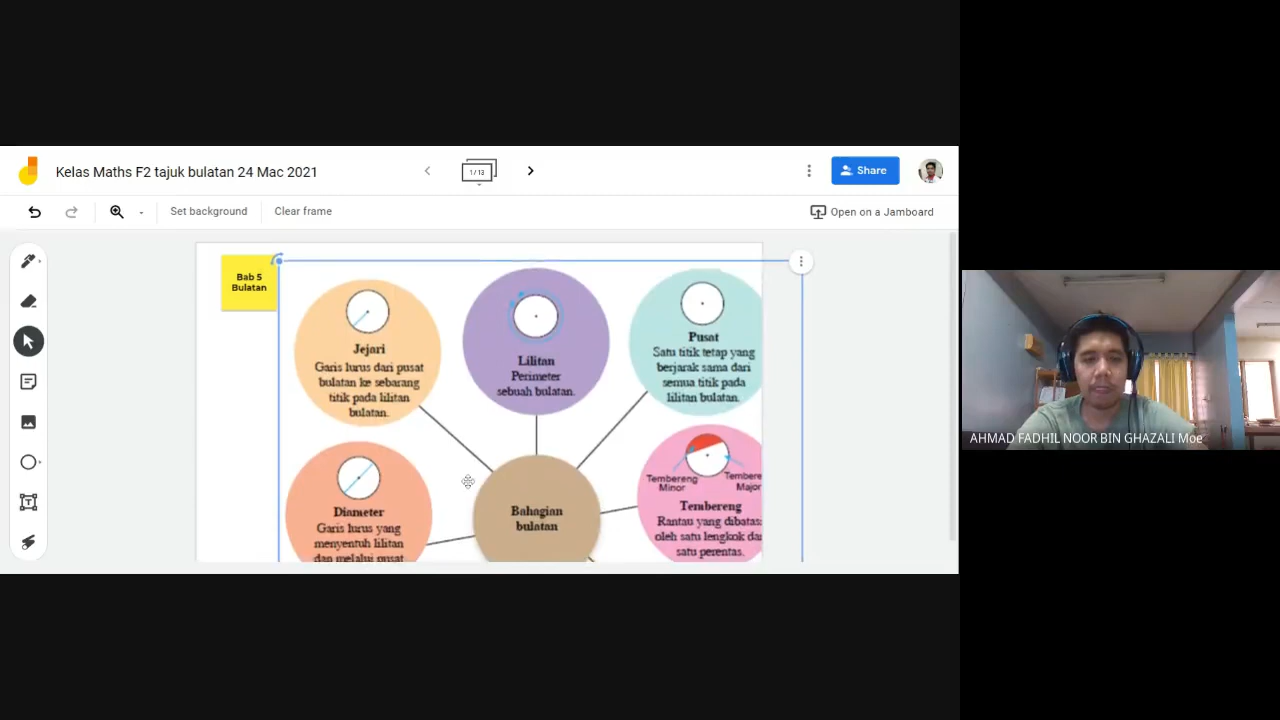 Kelas Maths F2 tajuk bulatan 24 Mac 2021
1/13
Share
Set background
Clear frame
Open on a Jamboard
Bab 5
Bulatan
Jejari
Garis lurus dari pusat
bulatan ke sebarang
titik pada lilitan
bulatan.
Lilitan
Perimeter
sebuah bulatan.
Pusat
Satu titik tetap yang
berjarak sama dari
semua titik pada
lilitan bulatan.
Diameter
Garis lurus yang
menyentuh lilitan
dan melalui pusat
Bahagian
bulatan
Tembereng
Minor
Tembere
Major
Tembereng
Rantau yang dibatas
oleh satu lengkok da
satu perentas.
AHMAD FADHIL NOOR BIN GHAZALI Moe